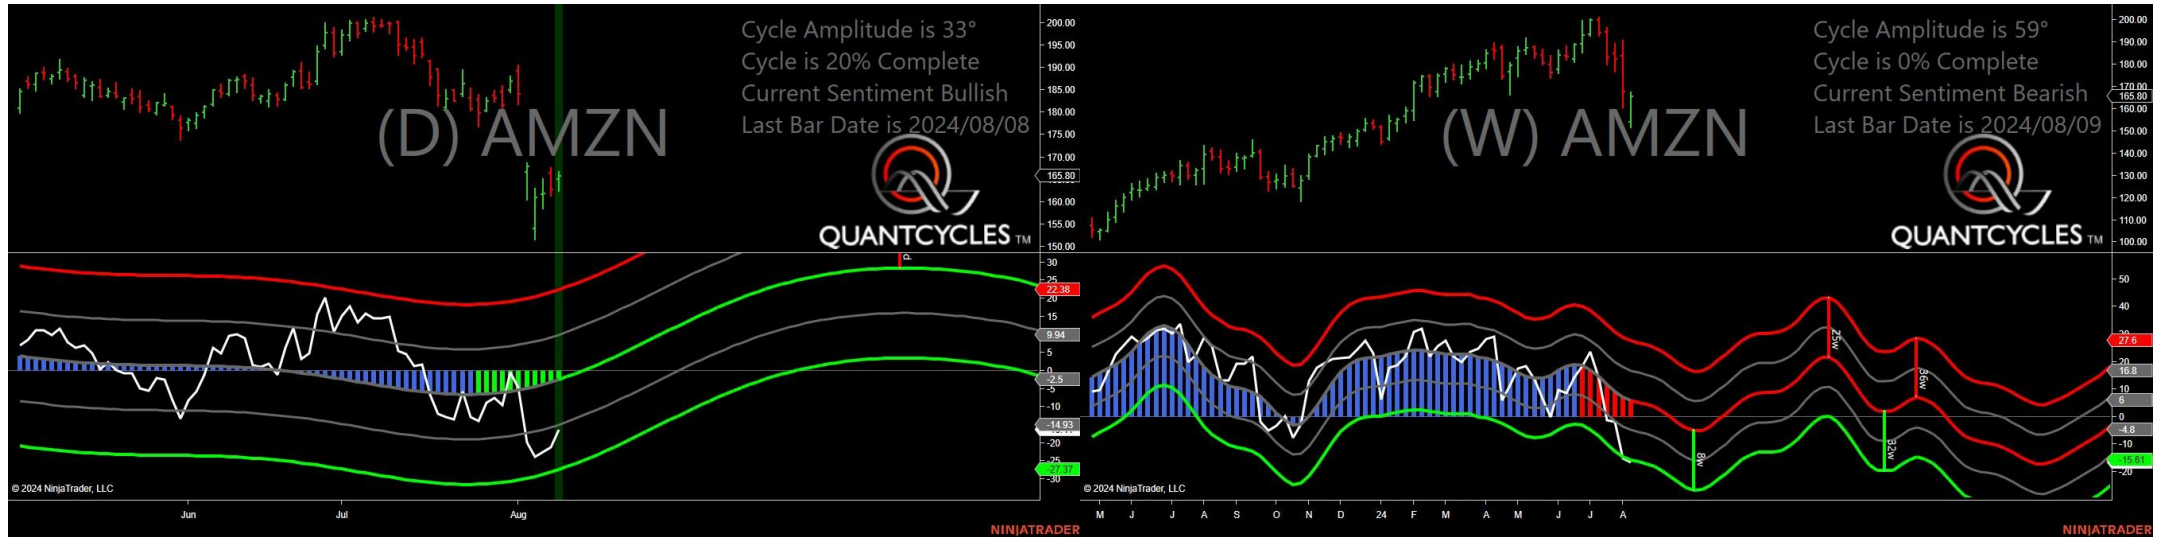 Cycle Amplitude is 33°
Cycle is 20% Complete
Current Sentiment Bullish
Last Bar Date is 2024/08/08
(D) AMZN
QUANTCYCLES TM
200.00
195.00
190.00
185.00
180.00
175.00
170.00
165.80
160.00
155.00
150.00
30
25
22.38
20
15
9.94
5
0
-2.5
-5
-10
-14.93
-20
-25
-27.37
-30
© 2024 NinjaTrader, LLC
Jun
Jul
Aug
NINJATRADER
Cycle Amplitude is 59°
Cycle is 0% Complete
Current Sentiment Bearish
Last Bar Date is 2024/08/09
(W) AMZN
QUANTCYCLES TM
200.00
190.00
180.00
170.00
165.80
160.00
150.00
140.00
130.00
120.00
110.00
100.00
50
40
27.6
20
16.8
10
6
0
-4.8
-10
-15.61
-20
25w
36w
8w
32w
© 2024 NinjaTrader, LLC
M J J A S O N D 24 F M A M J J A
NINJATRADER